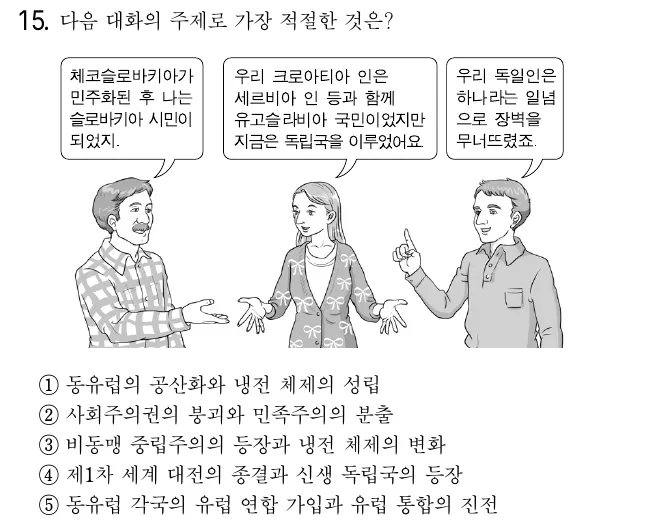 15. 다음 대화의 주제로 가장 적절한 것은?
체코슬로바키아가
민주화된 후 나는
슬로바키아 시민이
되었지.
우리 크로아티아 인은
세르비아 인 등과 함께
유고슬라비아 국민이었지만
지금은 독립국을 이루었어요.
우리 독일인은
하나라는 일념
으로 장벽을
무너뜨렸죠.
① 동유럽의 공산화와 냉전 체제의 성립
② 사회주의권의 붕괴와 민족주의의 분출
③ 비동맹 중립주의의 등장과 냉전 체제의 변화
④ 제1차 세계 대전의 종결과 신생 독립국의 등장
⑤ 동유럽 각국의 유럽 연합 가입과 유럽 통합의 진전